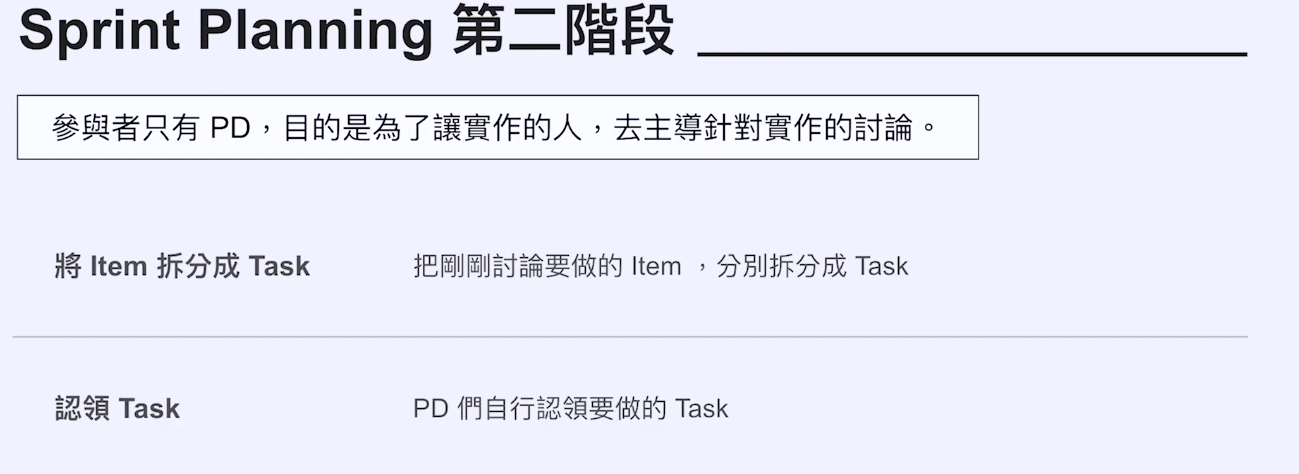 Sprint Planning 第二階段
參與者只有 PD，目的是為了讓實作的人，去主導針對實作的討論。
將 Item 拆分成 Task
把剛剛討論要做的 Item ，分別拆分成 Task
認領 Task
PD 們自行認領要做的 Task